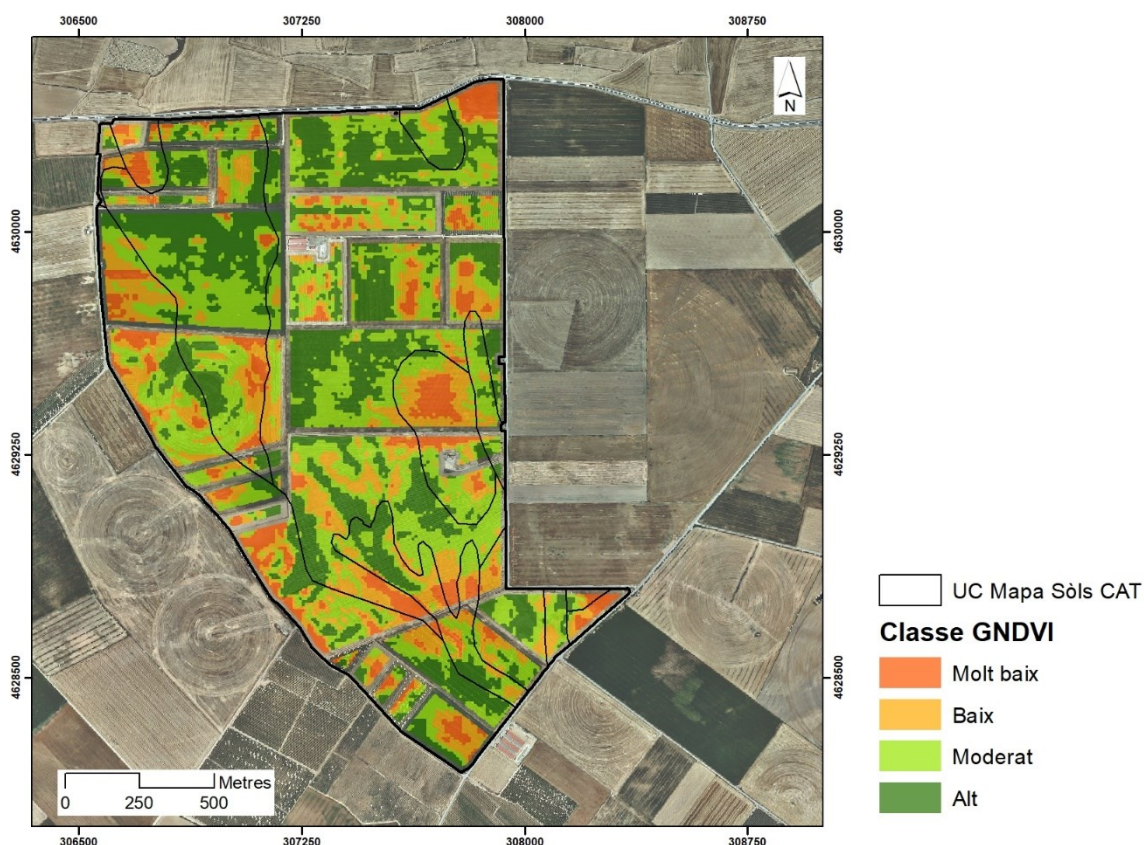 306500 307250 308000 308750
4630000 4630000
4629250 4629250
4628500 4628500
N
Metres
0 250 500
306500 307250 308000 308750
UC Mapa Sòls CAT
Classe GNDVI
Molt baix
Baix
Moderat
Alt